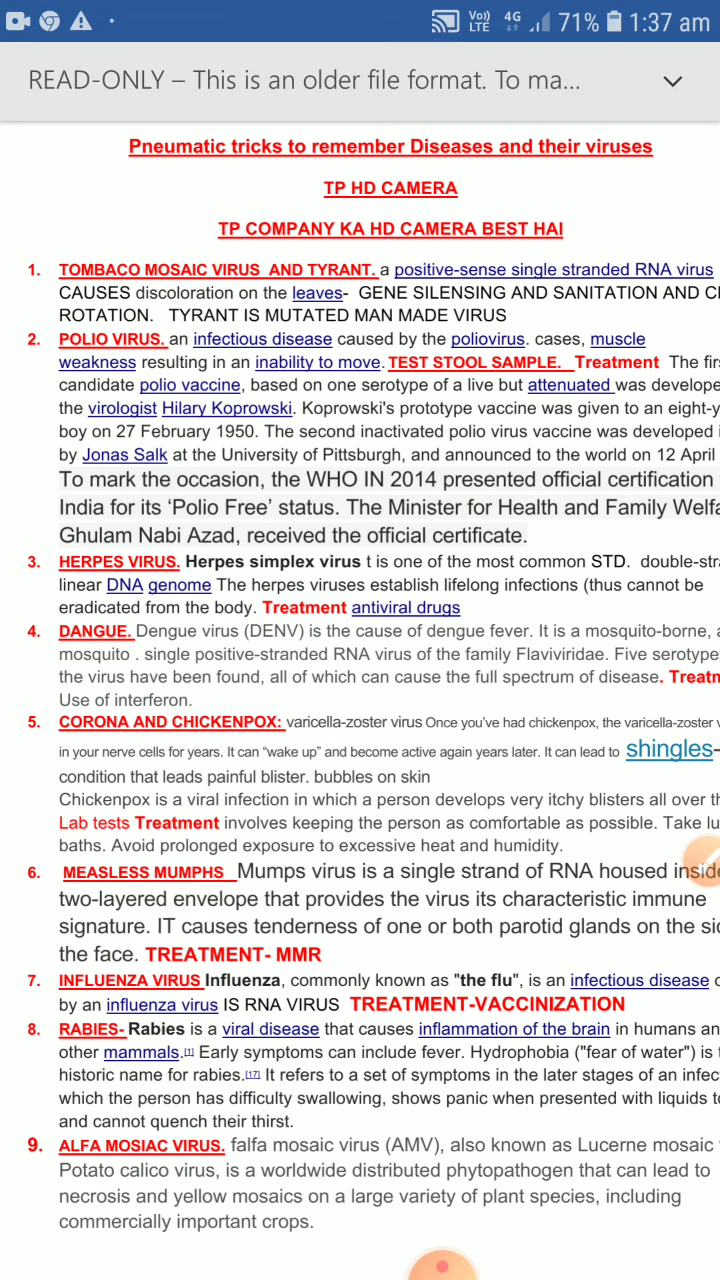 Vo)) LTE 4G 71% 1:37 am
READ-ONLY – This is an older file format. To ma...
Pneumatic tricks to remember Diseases and their viruses
TP HD CAMERA
TP COMPANY KA HD CAMERA BEST HAI
1. TOMBACO MOSAIC VIRUS AND TYRANT. a positive-sense single stranded RNA virus
CAUSES discoloration on the leaves- GENE SILENSING AND SANITATION AND C
ROTATION. TYRANT IS MUTATED MAN MADE VIRUS
2. POLIO VIRUS. an infectious disease caused by the poliovirus. cases, muscle
weakness resulting in an inability to move. TEST STOOL SAMPLE. Treatment The fir
candidate polio vaccine, based on one serotype of a live but attenuated was develope
the virologist Hilary Koprowski. Koprowski's prototype vaccine was given to an eight-y
boy on 27 February 1950. The second inactivated polio virus vaccine was developed i
by Jonas Salk at the University of Pittsburgh, and announced to the world on 12 April
To mark the occasion, the WHO IN 2014 presented official certification
India for its ‘Polio Free’ status. The Minister for Health and Family Welfa
Ghulam Nabi Azad, received the official certificate.
3. HERPES VIRUS. Herpes simplex virus t is one of the most common STD. double-stra
linear DNA genome The herpes viruses establish lifelong infections (thus cannot be
eradicated from the body. Treatment antiviral drugs
4. DANGUE. Dengue virus (DENV) is the cause of dengue fever. It is a mosquito-borne, a
mosquito . single positive-stranded RNA virus of the family Flaviviridae. Five serotype
the virus have been found, all of which can cause the full spectrum of disease. Treatm
Use of interferon.
5. CORONA AND CHICKENPOX: varicella-zoster virus Once you’ve had chickenpox, the varicella-zoster v
in your nerve cells for years. It can “wake up” and become active again years later. It can lead to shingles–
condition that leads painful blister. bubbles on skin
Chickenpox is a viral infection in which a person develops very itchy blisters all over th
Lab tests Treatment involves keeping the person as comfortable as possible. Take lu
baths. Avoid prolonged exposure to excessive heat and humidity.
6. MEASLESS MUMPHS Mumps virus is a single strand of RNA housed inside
two-layered envelope that provides the virus its characteristic immune
signature. IT causes tenderness of one or both parotid glands on the sid
the face. TREATMENT- MMR
7. INFLUENZA VIRUS Influenza, commonly known as "the flu", is an infectious disease c
by an influenza virus IS RNA VIRUS TREATMENT-VACCINIZATION
8. RABIES- Rabies is a viral disease that causes inflammation of the brain in humans an
other mammals.[1] Early symptoms can include fever. Hydrophobia ("fear of water") is t
historic name for rabies.[17] It refers to a set of symptoms in the later stages of an infec
which the person has difficulty swallowing, shows panic when presented with liquids to
and cannot quench their thirst.
9. ALFA MOSIAC VIRUS. falfa mosaic virus (AMV), also known as Lucerne mosaic
Potato calico virus, is a worldwide distributed phytopathogen that can lead to
necrosis and yellow mosaics on a large variety of plant species, including
commercially important crops.